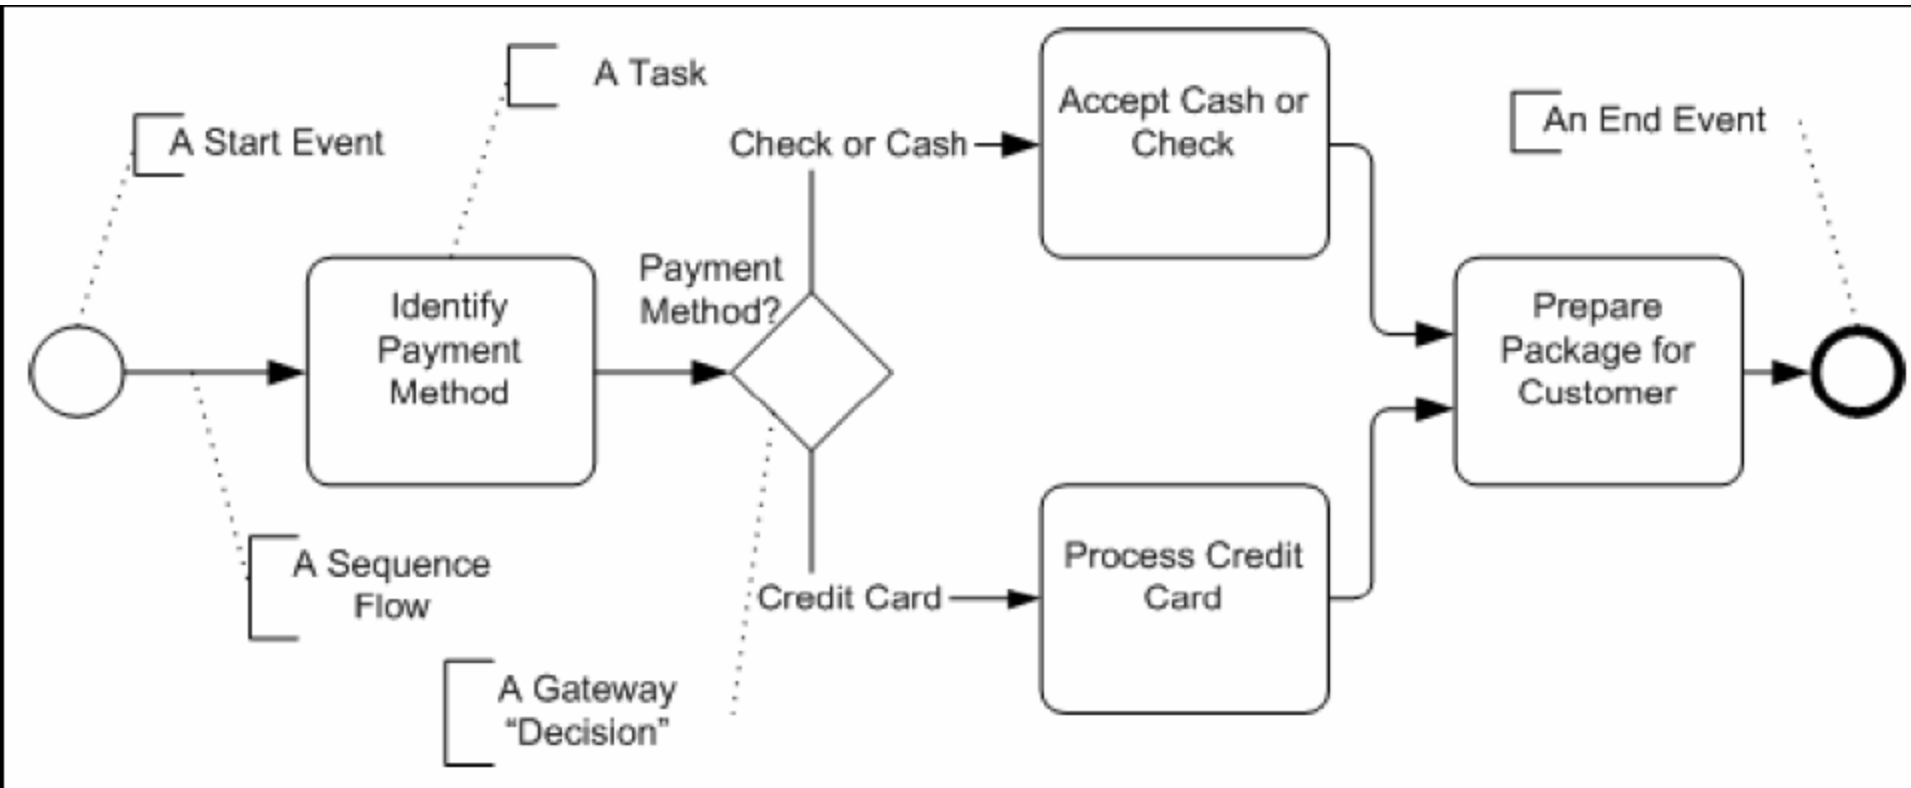 A Task
A Start Event
Check or Cash
Accept Cash or
Check
An End Event
Payment
Method?
Identify
Payment
Method
Prepare
Package for
Customer
A Sequence
Flow
Credit Card
Process Credit
Card
A Gateway
“Decision”